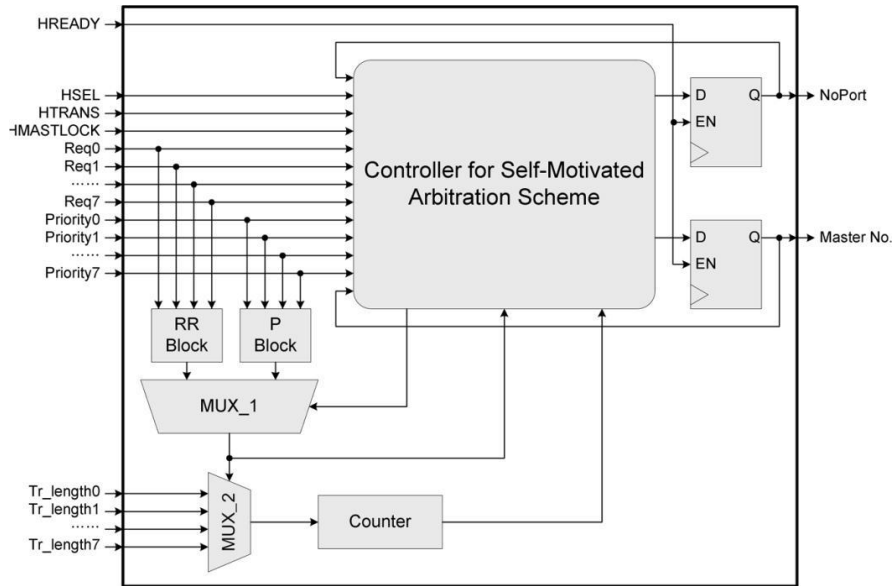 HREADY
HSEL
HTRANS
HMASTLOCK
Req0
Req1
......
Req7
Priority0
Priority1
......
Priority7
Controller for Self-Motivated
Arbitration Scheme
D
Q
EN
NoPort
D
Q
EN
Master No.
RR
Block
P
Block
MUX_1
MUX_2
Tr_length0
Tr_length1
......
Tr_length7
Counter